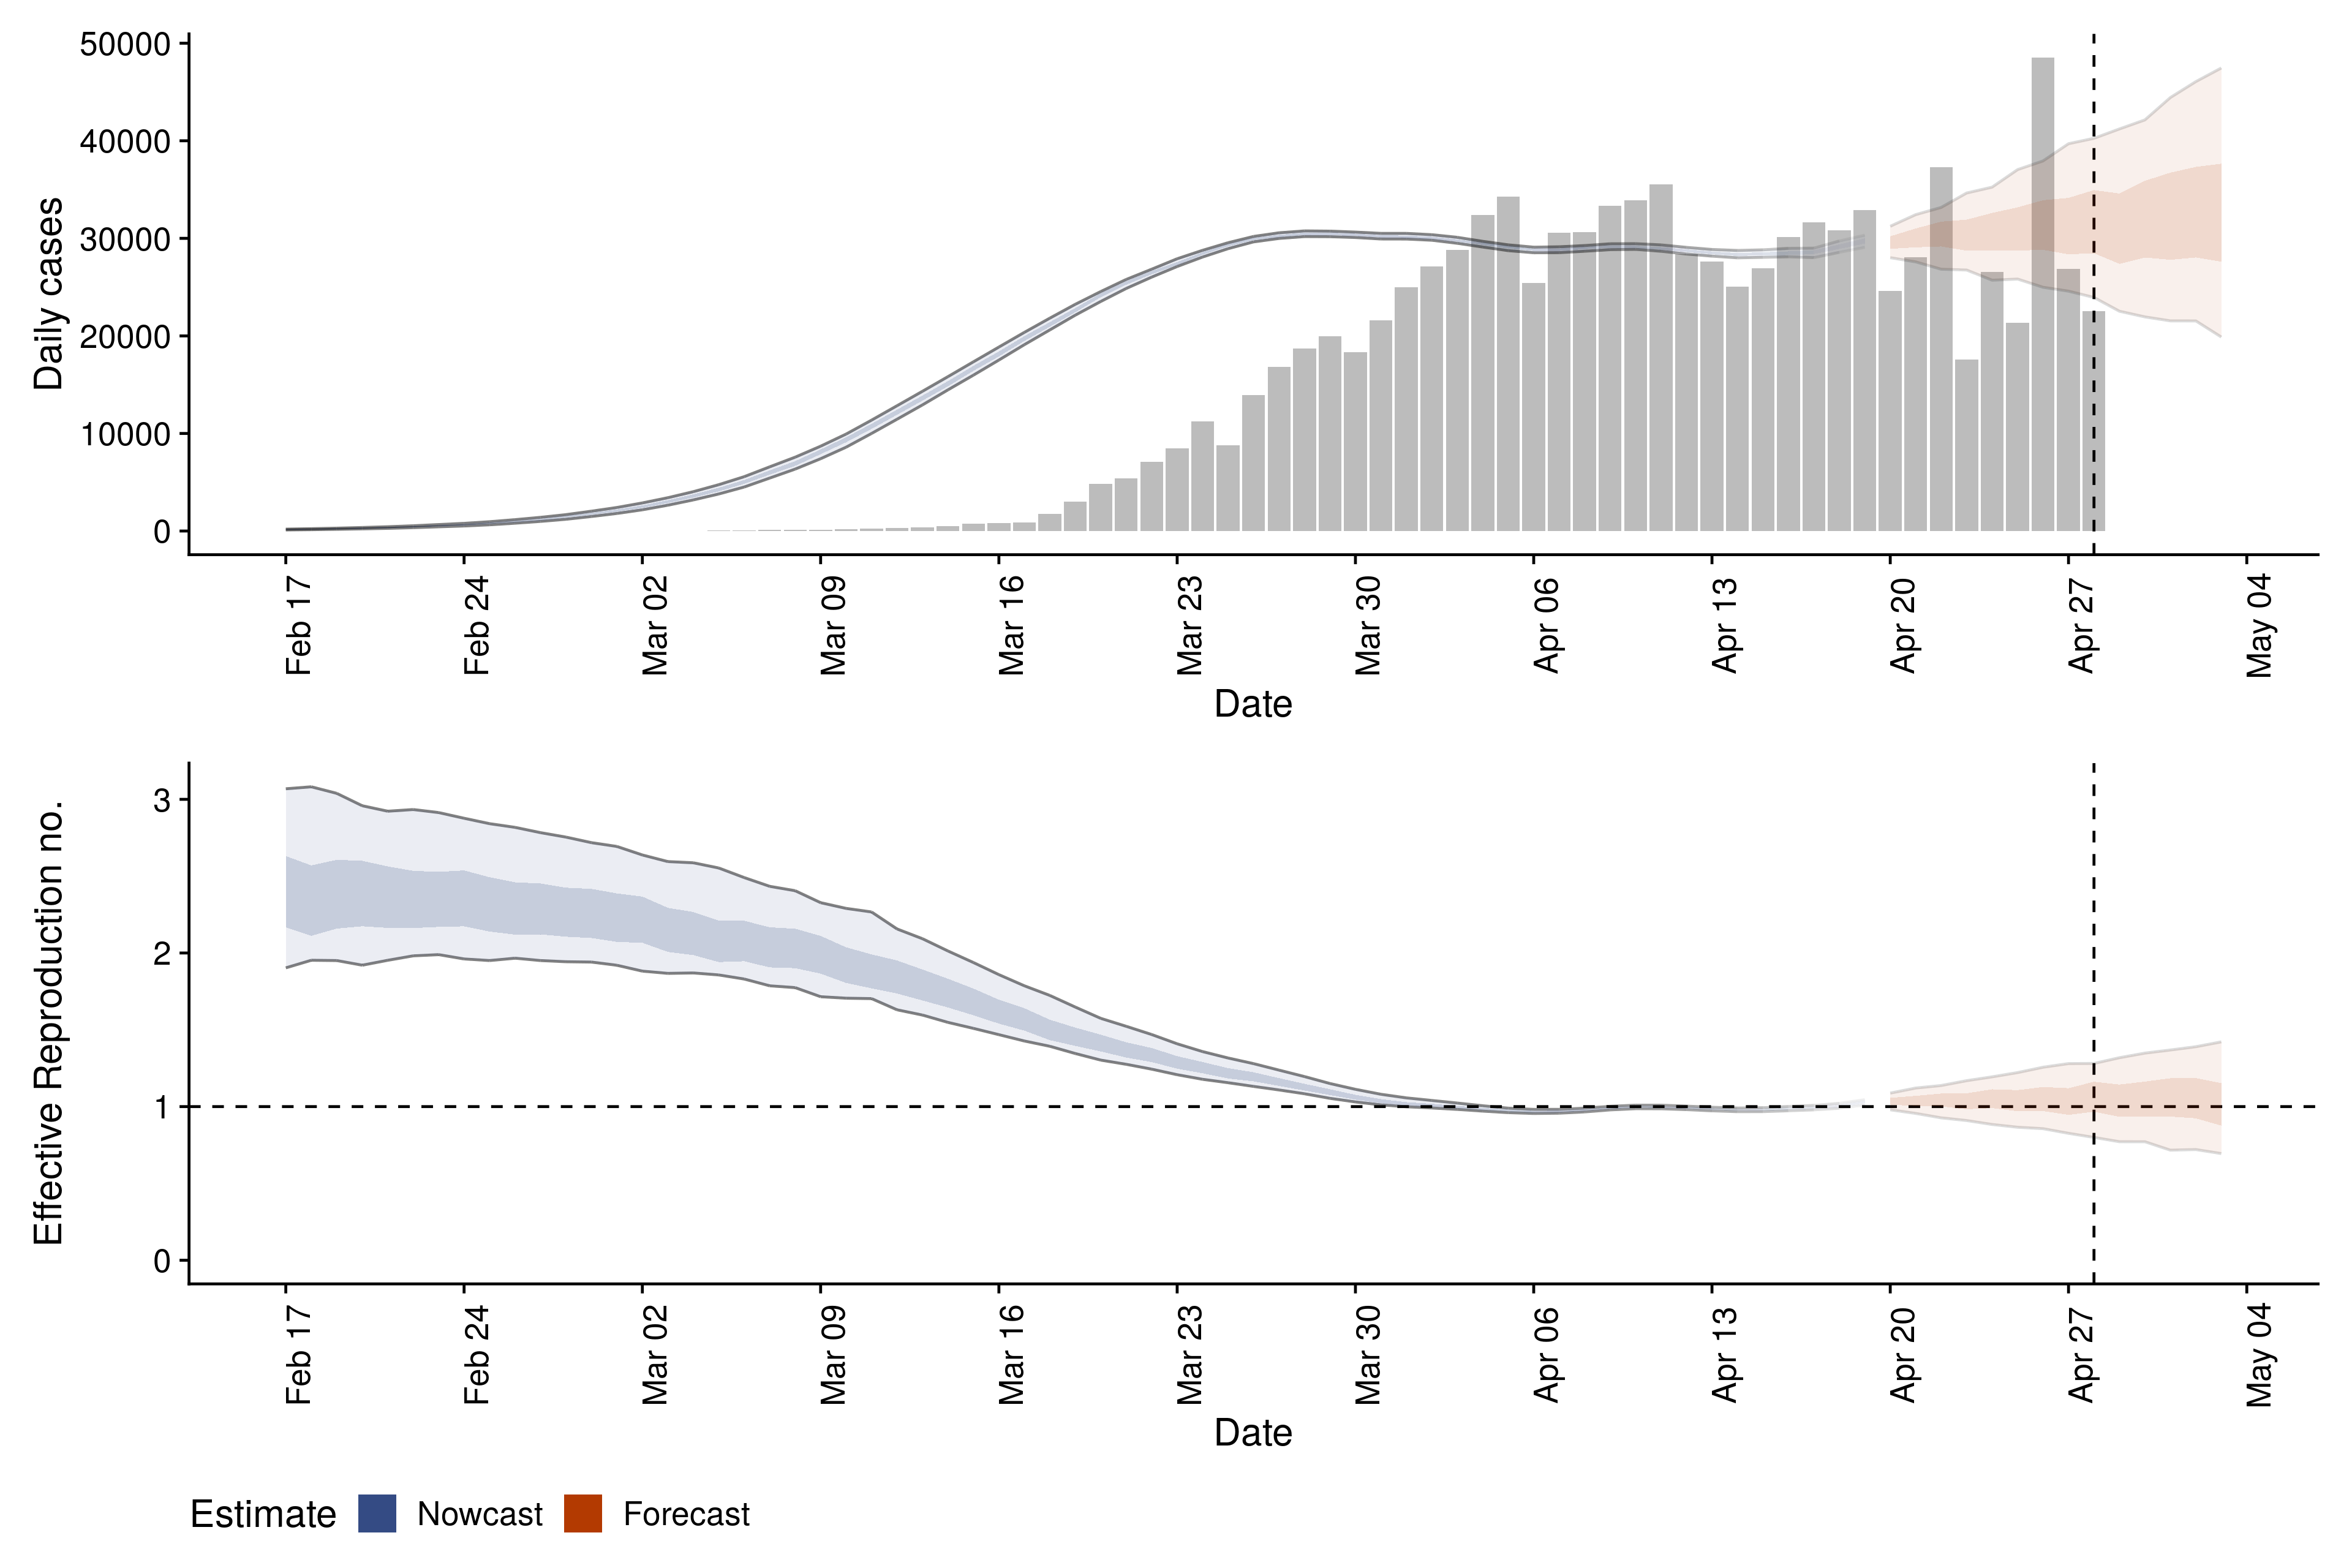 Daily cases
50000
40000
30000
20000
10000
0
Feb 17
Feb 24
Mar 02
Mar 09
Mar 16
Mar 23
Mar 30
Apr 06
Apr 13
Apr 20
Apr 27
May 04
Date
Effective Reproduction no.
3
2
1
0
Feb 17
Feb 24
Mar 02
Mar 09
Mar 16
Mar 23
Mar 30
Apr 06
Apr 13
Apr 20
Apr 27
May 04
Date
Estimate Nowcast Forecast